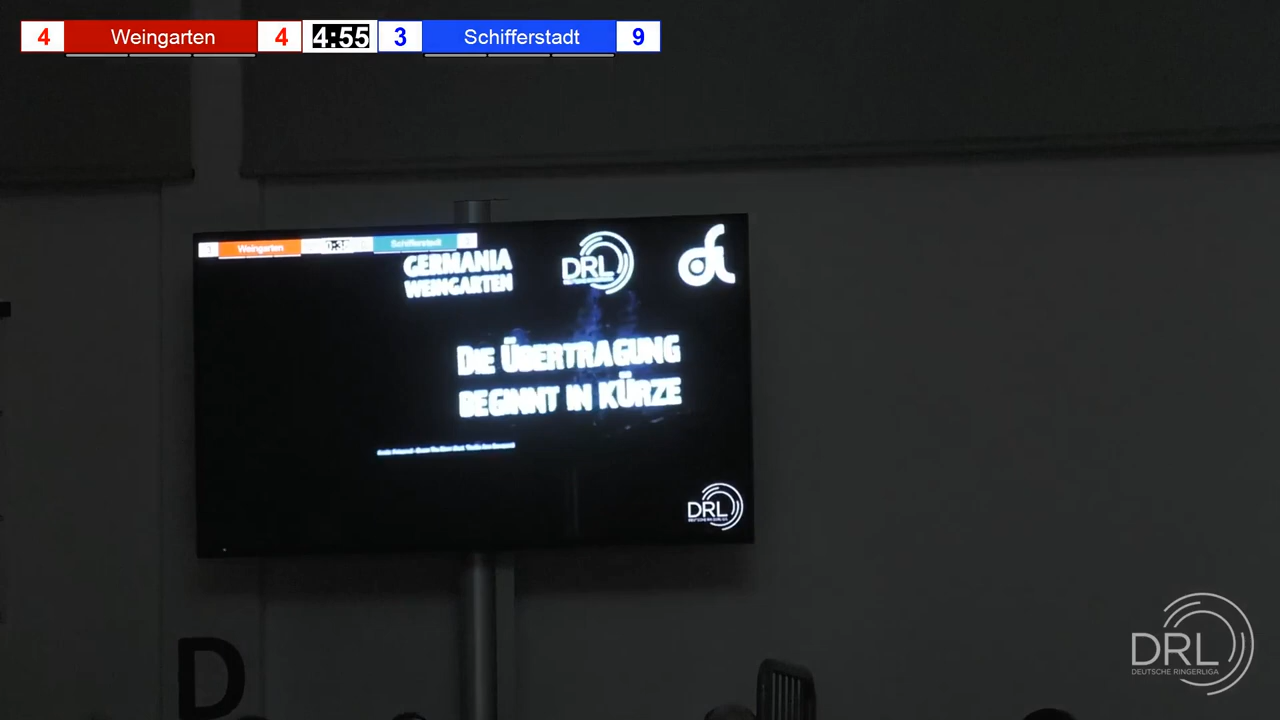 4 Weingarten 4 4:55 3 Schifferstadt 9
Weingarten Schifferstadt
GERMANIA
WEINGARTEN
DRL
DIE ÜBERTRAGUNG
BEGINNT IN KÜRZE
DRL
D
DRL
DEUTSCHE RINGERLIGA